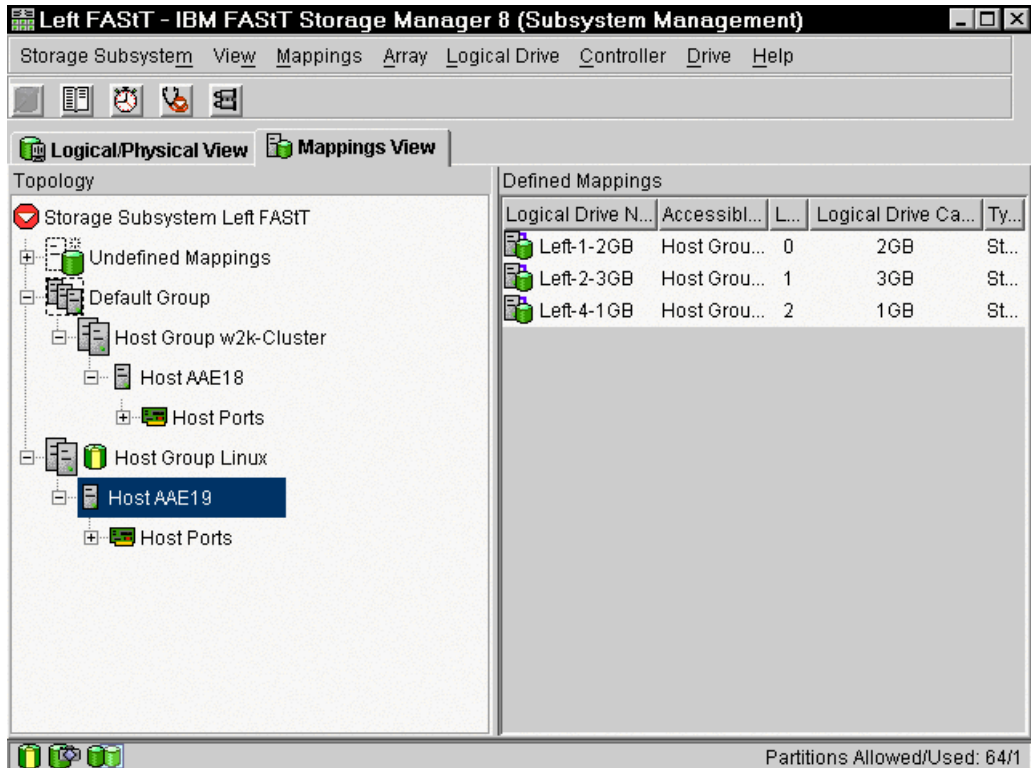 Left FAStT - IBM FAStT Storage Manager 8 (Subsystem Management)
Storage Subsystem View Mappings Array Logical Drive Controller Drive Help
Logical/Physical View Mappings View
Topology
Storage Subsystem Left FAStT
Undefined Mappings
Default Group
Host Group w2k-Cluster
Host AAE18
Host Ports
Host Group Linux
Host AAE19
Host Ports
Defined Mappings
Logical Drive N... Accessibl... L... Logical Drive Ca... Ty...
Left-1-2GB Host Grou... 0 2GB St...
Left-2-3GB Host Grou... 1 3GB St...
Left-4-1GB Host Grou... 2 1GB St...
Partitions Allowed/Used: 64/1